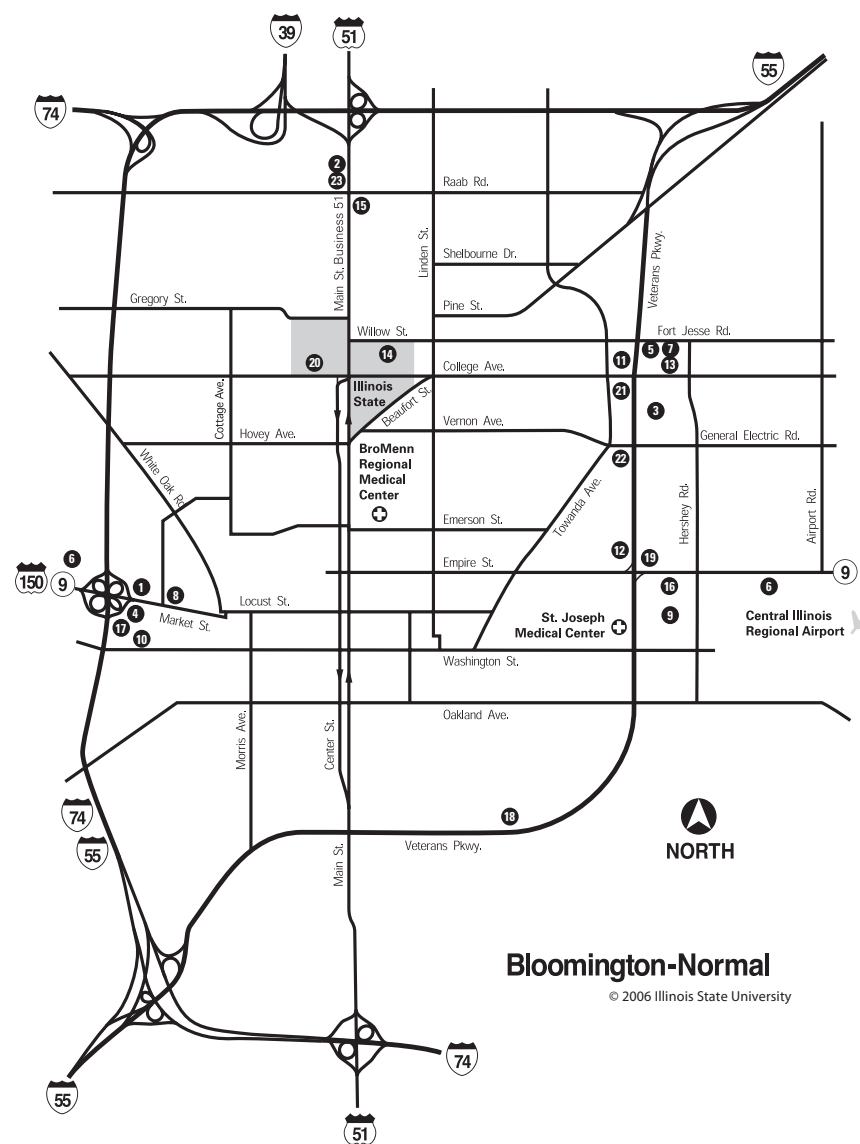 39
51
55
74
2
23
Raab Rd.
15
Main St. Business 51
Linden St.
Shelbourne Dr.
Veterans Pkwy.
Gregory St.
Pine St.
Willow St.
Fort Jesse Rd.
20
14
11
5
7
13
College Ave.
Illinois
State
Beaufort St.
21
3
Cottage Ave.
Hovey Ave.
Vernon Ave.
General Electric Rd.
White Oak Rd.
BroMenn
Regional
Medical
Center
22
Towanda Ave.
Hershey Rd.
Airport Rd.
Emerson St.
6
12
19
Empire St.
150
9
1
8
16
6
9
4
Market St.
Locust St.
17
10
St. Joseph
Medical Center
9
Central Illinois
Regional Airport
Washington St.
Oakland Ave.
Morris Ave.
Center St.
74
55
18
Veterans Pkwy.
Main St.
NORTH
Bloomington-Normal
© 2006 Illinois State University
74
55
51